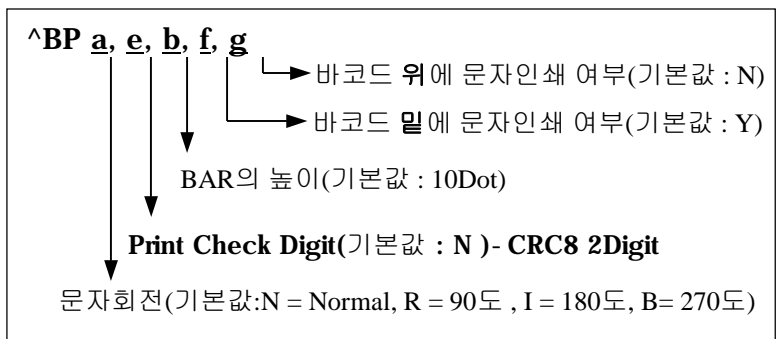 ^BP a, e, b, f, g
바코드 위에 문자인쇄 여부(기본값 : N)
바코드 밑에 문자인쇄 여부(기본값 : Y)
BAR의 높이(기본값 : 10Dot)
Print Check Digit(기본값 : N )- CRC8 2Digit
문자회전(기본값:N = Normal, R = 90도 , I = 180도, B= 270도)